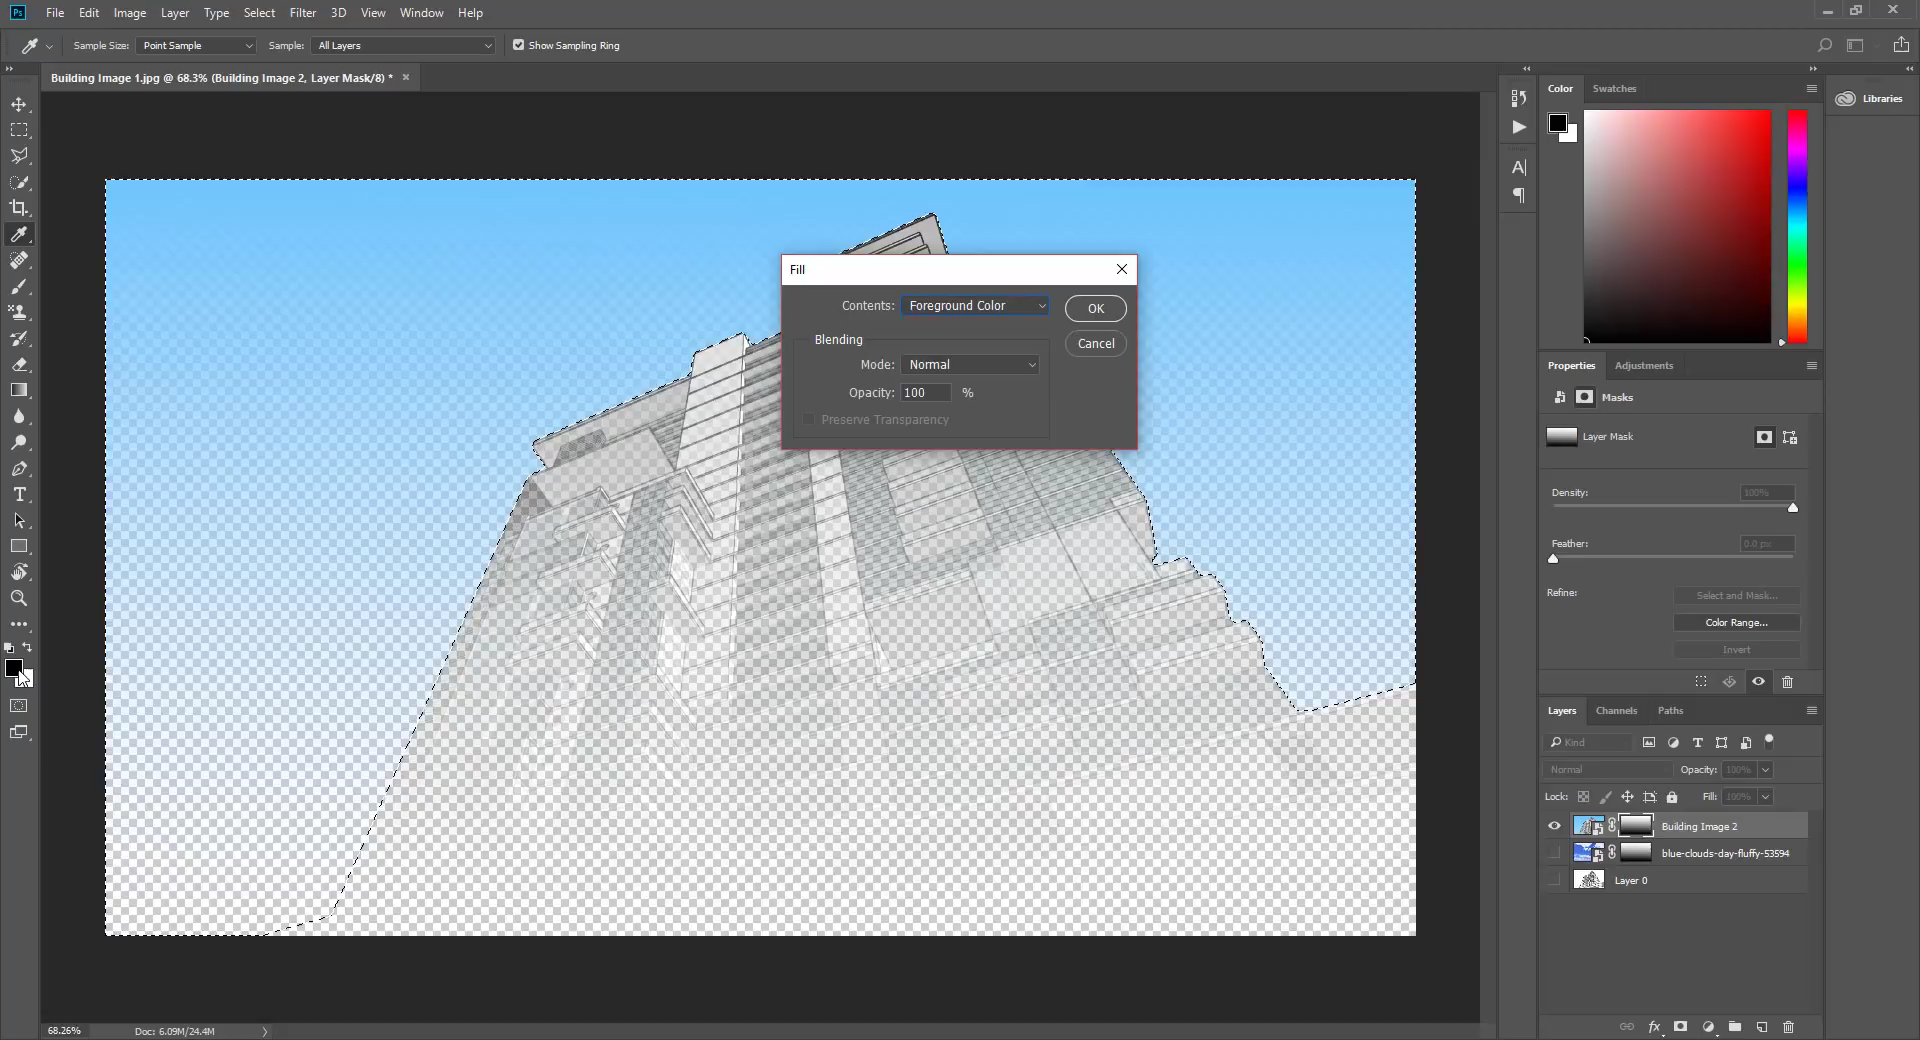 Ps File Edit Image Layer Type Select Filter 3D View Window Help
Sample Size: Point Sample Sample: All Layers Show Sampling Ring
Building Image 1.jpg @ 68.3% (Building Image 2, Layer Mask/8) *
Color Swatches
Libraries
Fill
Contents: Foreground Color OK
Blending
Cancel
Mode: Normal
Opacity: 100 %
Preserve Transparency
Properties Adjustments
Masks
Layer Mask
Density: 100%
Feather: 0.0 px
Refine: Select and Mask...
Color Range...
Invert
Layers Channels Paths
Kind
Normal Opacity: 100%
Lock: Fill: 100%
Building Image 2
blue-clouds-day-fluffy-53594
Layer 0
68.26% Doc: 6.09M/24.4M